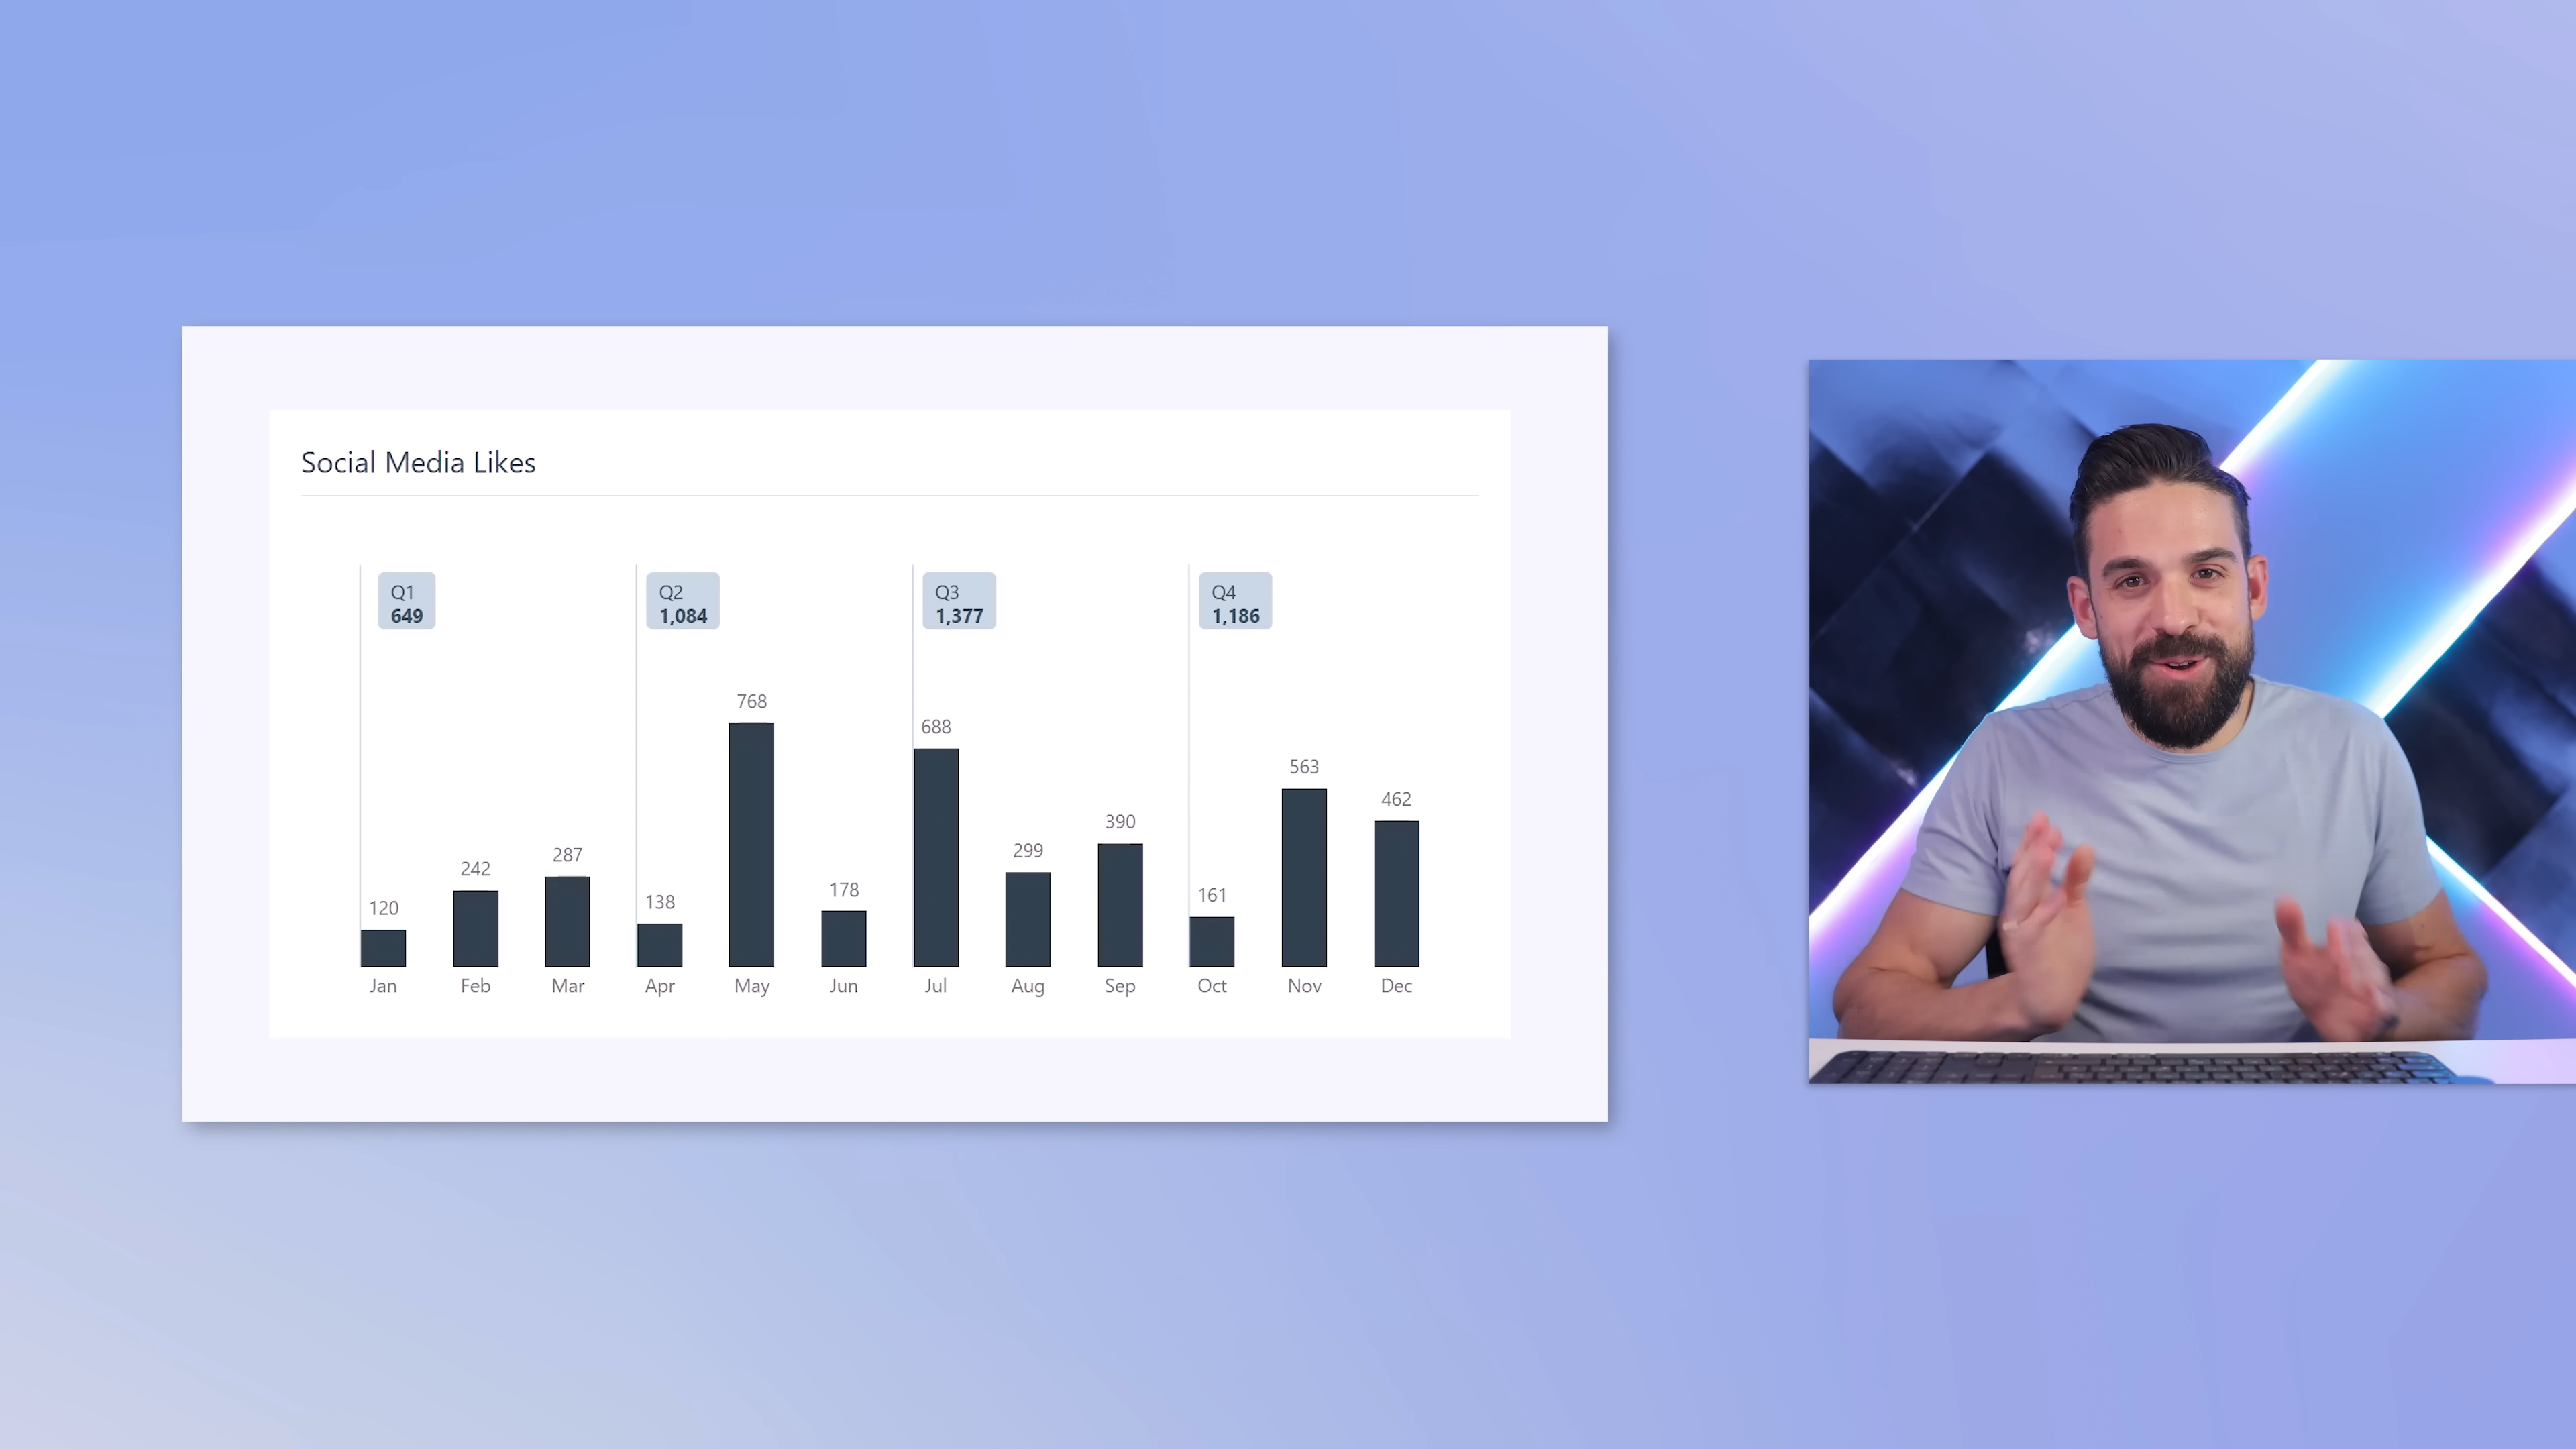 Social Media Likes
Q1
649
Q2
1,084
Q3
1,377
Q4
1,186
120
242
287
138
768
178
688
299
390
161
563
462
Jan
Feb
Mar
Apr
May
Jun
Jul
Aug
Sep
Oct
Nov
Dec